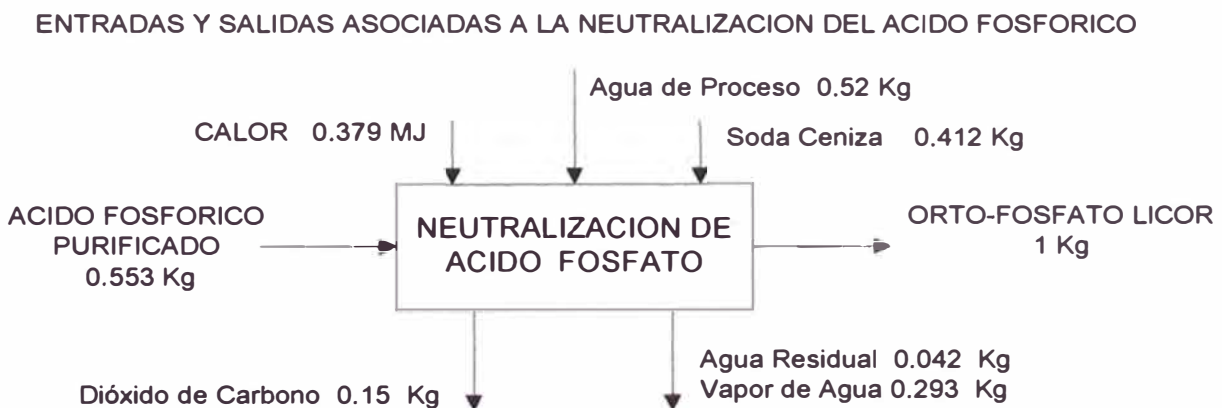 ENTRADAS Y SALIDAS ASOCIADAS A LA NEUTRALIZACION DEL ACIDO FOSFORICO
Agua de Proceso 0.52 Kg
CALOR 0.379 MJ
Soda Ceniza 0.412 Kg
ACIDO FOSFORICO
PURIFICADO
0.553 Kg
NEUTRALIZACION DE
ACIDO FOSFATO
ORTO-FOSFATO LICOR
1 Kg
Dióxido de Carbono 0.15 Kg
Agua Residual 0.042 Kg
Vapor de Agua 0.293 Kg